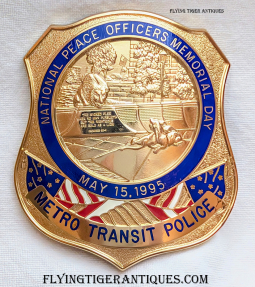 FLYING TIGER ANTIQUES
NATIONAL PEACE OFFICERS MEMORIAL DAY
MAY 15, 1995
METRO TRANSIT POLICE
FLYINGTIGERANTIQUES.COM